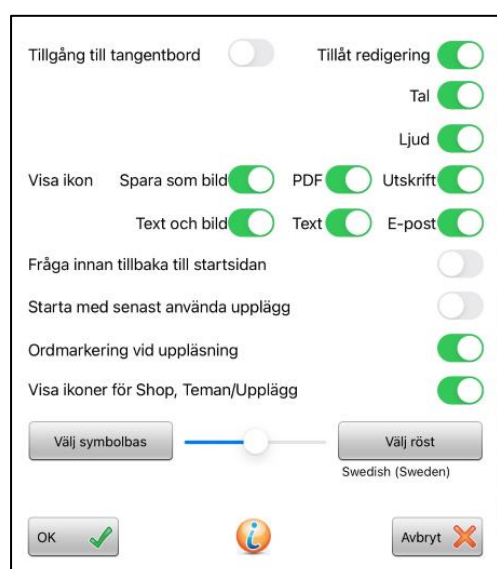 Tillgång till tangentbord Tillåt redigering
Tal
Ljud
Visa ikon Spara som bild PDF Utskrift
Text och bild Text E-post
Fråga innan tillbaka till startsidan
Starta med senast använda upplägg
Ordmarkering vid uppläsning
Visa ikoner för Shop, Teman/Upplägg
Välj symbolbas Välj röst
Swedish (Sweden)
OK i Avbryt